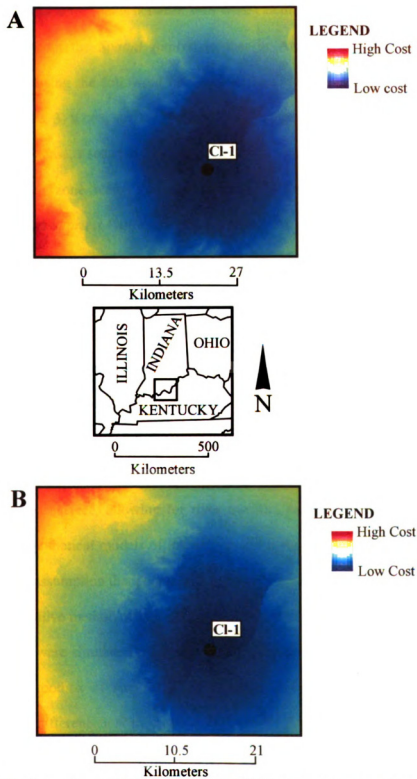 A
LEGEND
High Cost
Low cost
Cl-1
0 13.5 27
Kilometers
ILLINOIS
INDIANA
OHIO
KENTUCKY
N
0 500
Kilometers
B
LEGEND
High Cost
Low Cost
Cl-1
0 10.5 21
Kilometers